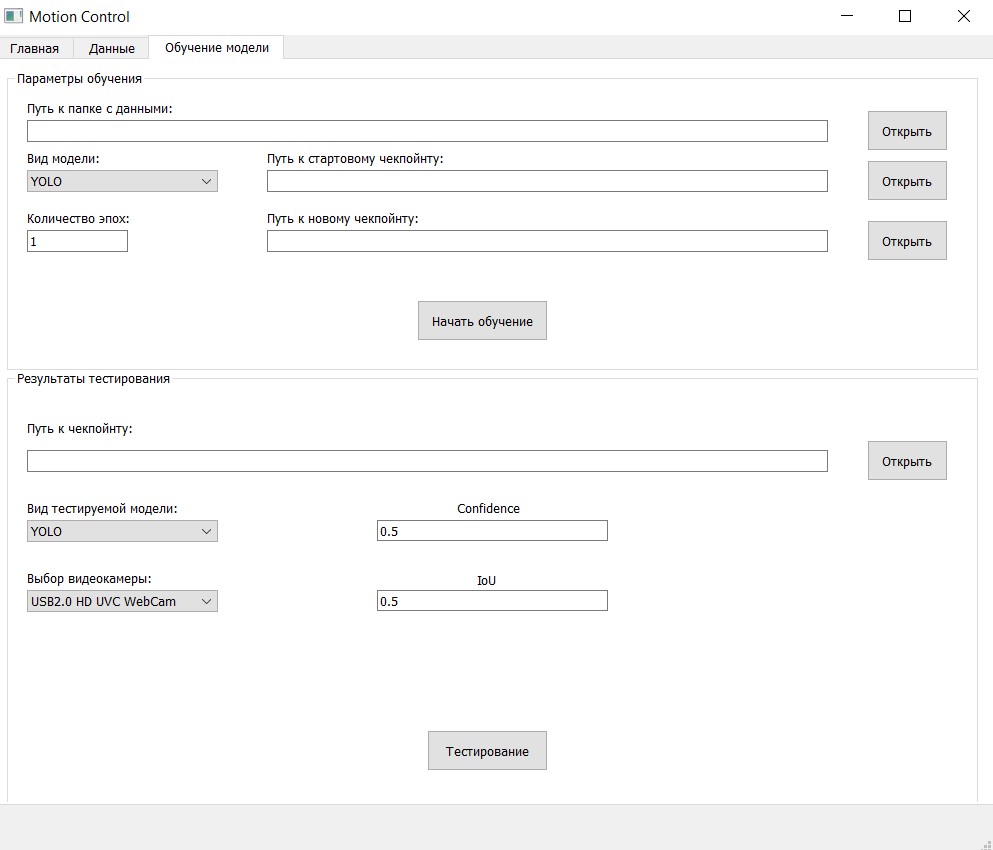 Motion Control
Главная Данные Обучение модели
Параметры обучения
Путь к папке с данными:
Открыть
Вид модели: Путь к стартовому чекпойнту:
YOLO Открыть
Количество эпох: Путь к новому чекпойнту:
1 Открыть
Начать обучение
Результаты тестирования
Путь к чекпойнту:
Открыть
Вид тестируемой модели: Confidence
YOLO 0.5
Выбор видеокамеры: IoU
USB2.0 HD UVC WebCam 0.5
Тестирование